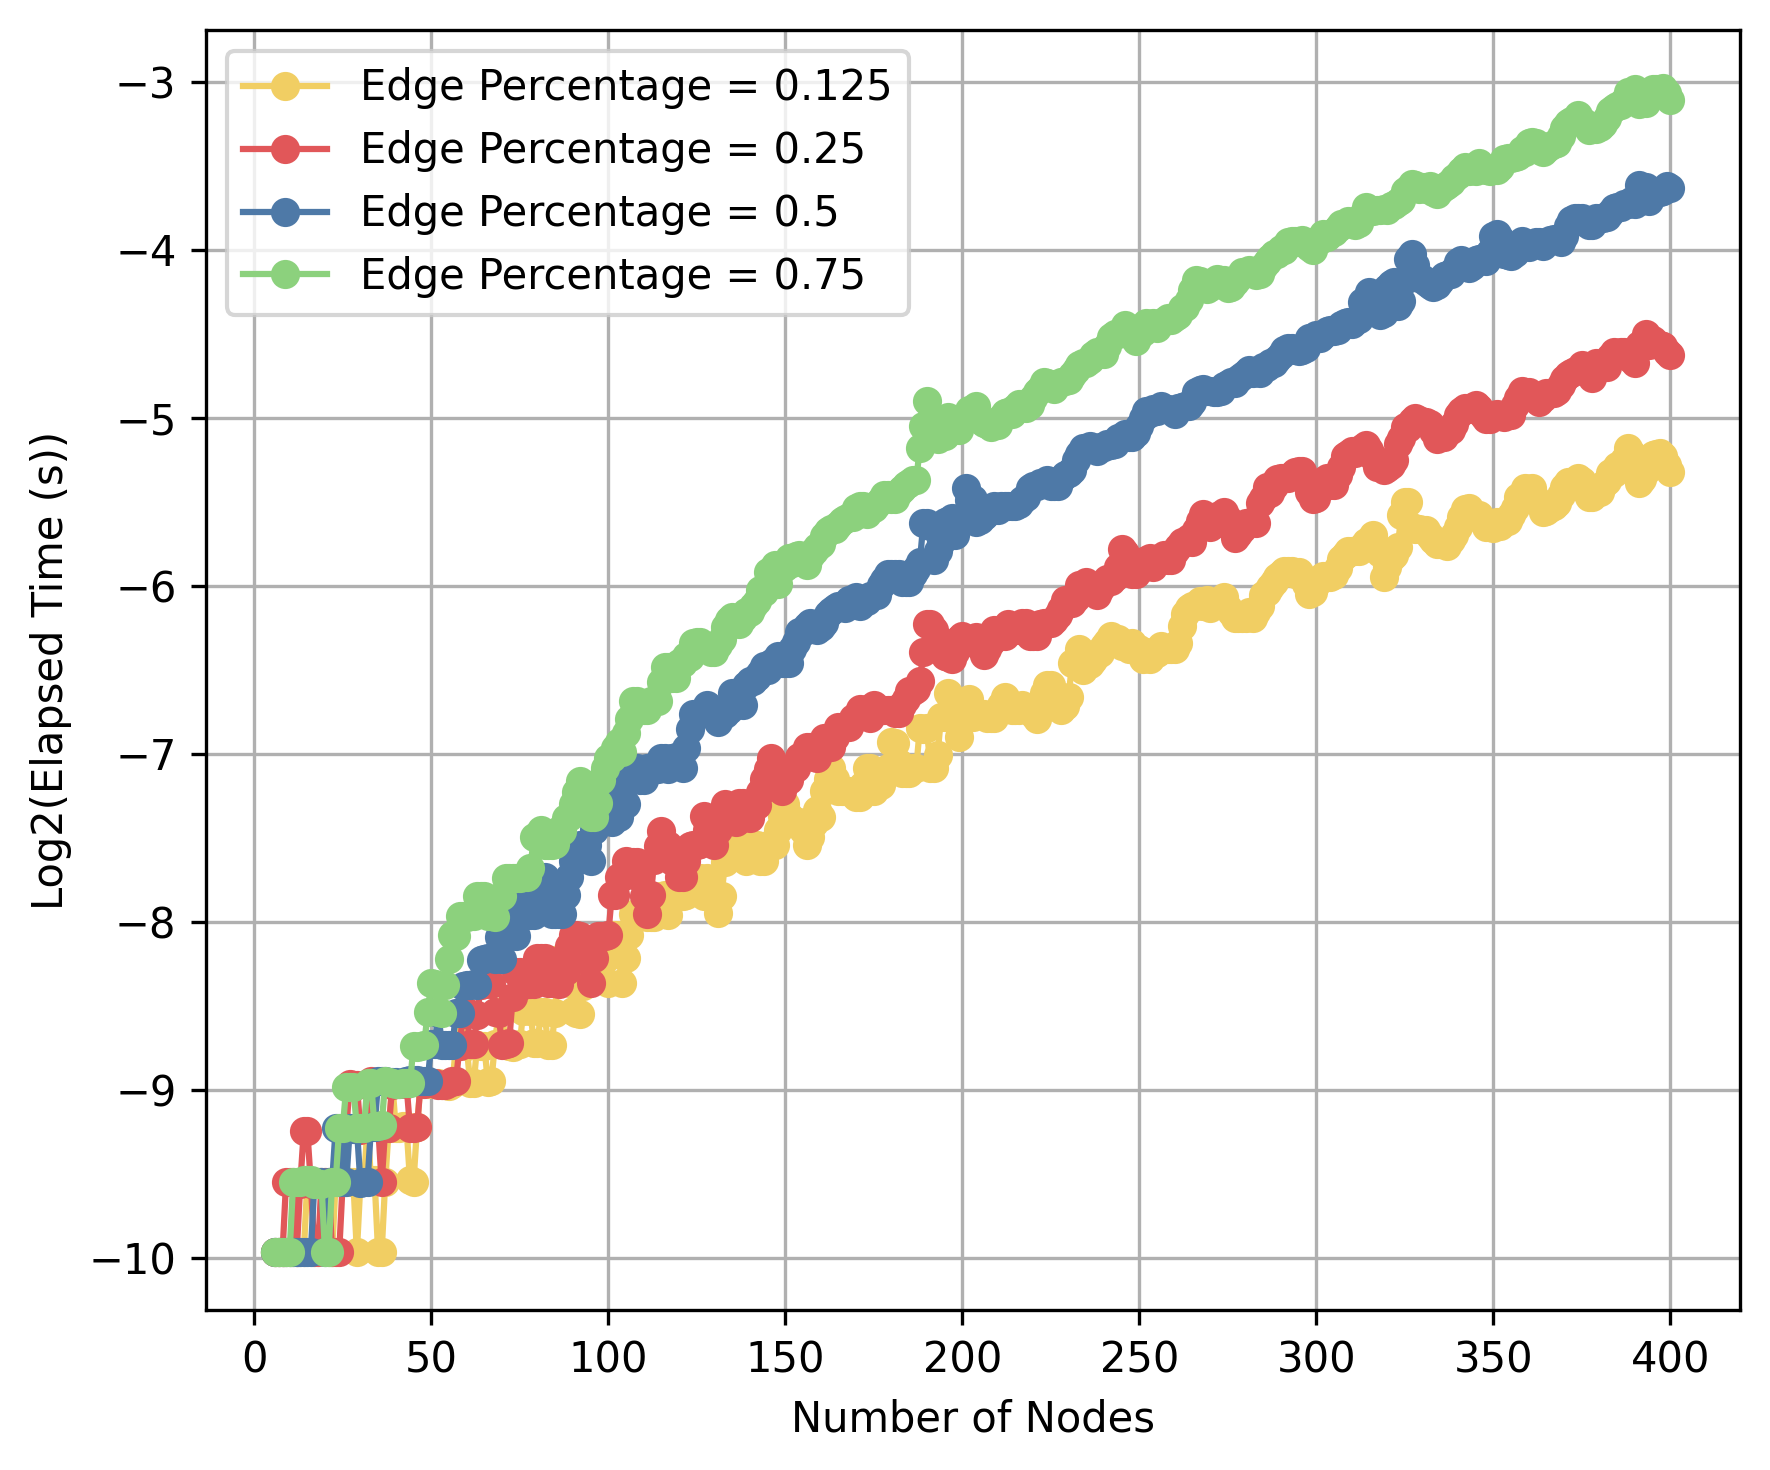 Edge Percentage = 0.125
Edge Percentage = 0.25
Edge Percentage = 0.5
Edge Percentage = 0.75
Log2(Elapsed Time (s))
−3
−4
−5
−6
−7
−8
−9
−10
0 50 100 150 200 250 300 350 400
Number of Nodes